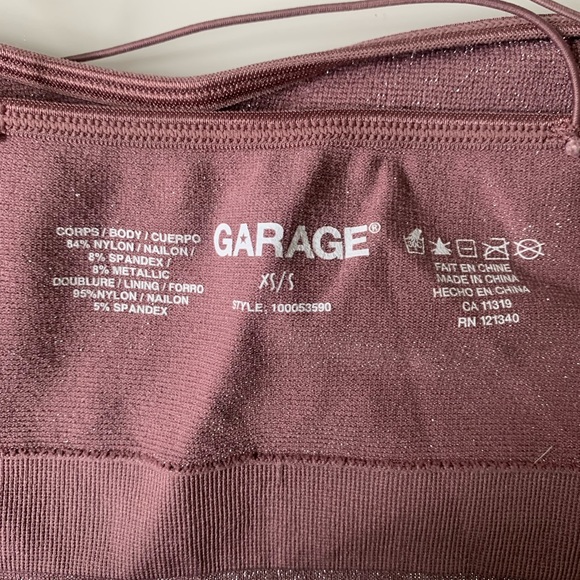 CORPS / BODY / CUERPO
84% NYLON / NAILON /
8% SPANDEX /
8% METALLIC
DOUBLURE / LINING / FORRO
95%NYLON / NAILON
5% SPANDEX
GARAGE®
XS/S
STYLE: 100053590
FAIT EN CHINE
MADE IN CHINA
HECHO EN CHINA
CA 11319
RN 121340